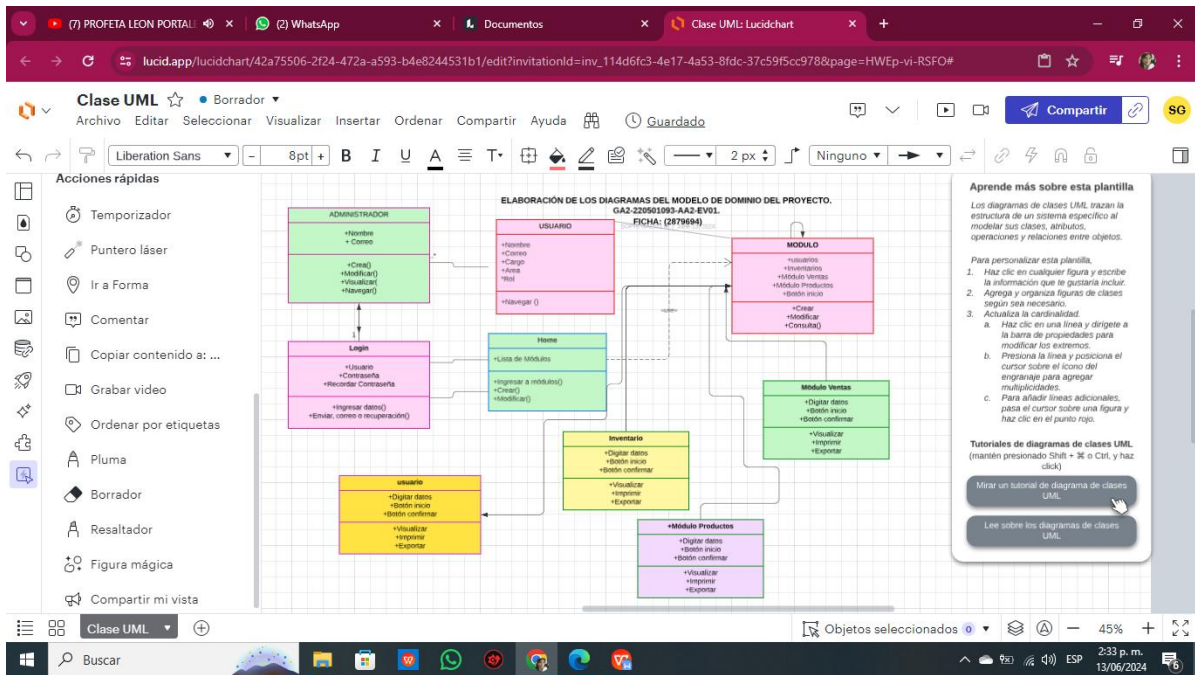 (7) PROFETA LEON PORTAL
(2) WhatsApp
Documentos
Clase UML: Lucidchart
lucid.app/lucidchart/42a75506-2f24-472a-a593-b4e8244531b1/edit?invitationId=inv_114d6fc3-4e17-4a53-8fdc-37c59f5cc978&page=HWEp-vi-RSFO#
Clase UML
Borrador
Archivo Editar Seleccionar Visualizar Insertar Ordenar Compartir Ayuda
Guardado
Compartir
SG
Liberation Sans
- 8pt +
B I U A
2 px
Ninguno
Acciones rápidas
Temporizador
Puntero láser
Ir a Forma
Comentar
Copiar contenido a: ...
Grabar video
Ordenar por etiquetas
Pluma
Borrador
Resaltador
Figura mágica
Compartir mi vista
ELABORACIÓN DE LOS DIAGRAMAS DEL MODELO DE DOMINIO DEL PROYECTO.
GA2-220501093-AA2-EV01.
FICHA: (2879694)
ADMINISTRADOR
+Nombre
+ Correo
+Crea()
+Modificar()
+Visualizar(
+Navegar()
USUARIO
+Nombre
+Correo
+Cargo
+Area
*Rol
+Navegar ()
MODULO
+usuarios
+Inventarios
+Módulo Ventas
+Módulo Productos
+Botón inicio
+Crear
+Modificar
+Consulta()
1
Login
+Usuario
+Contraseña
+Recordar Contraseña
+Ingresar datos()
+Enviar, correo o recuperación()
Home
+Lista de Módulos
+Ingresar a módulos()
+Crear()
+Modificar()
Módulo Ventas
+Digitar datos
+Botón inicio
+Botón confirmar
+Visualizar
+Imprimir
+Exportar
Inventario
+Digitar datos
+Botón inicio
+Botón confirmar
+Visualizar
+Imprimir
+Exportar
usuario
+Digitar datos
+Botón inicio
+Botón confirmar
+Visualizar
+Imprimir
+Exportar
+Módulo Productos
+Digitar datos
+Botón inicio
+Botón confirmar
+Visualizar
+Imprimir
+Exportar
Aprende más sobre esta plantilla
Los diagramas de clases UML trazan la
estructura de un sistema específico al
modelar sus clases, atributos,
operaciones y relaciones entre objetos.
Para personalizar esta plantilla,
1. Haz clic en cualquier figura y escribe
la información que te gustaría incluir.
2. Agrega y organiza figuras de clases
según sea necesario.
3. Actualiza la cardinalidad.
a. Haz clic en una línea y dirígete a
la barra de propiedades para
modificar los extremos.
b. Presiona la línea y posiciona el
cursor sobre el ícono del
engranaje para agregar
multiplicidades.
c. Para añadir líneas adicionales,
pasa el cursor sobre una figura y
haz clic en el punto rojo.
Tutoriales de diagramas de clases UML
(mantén presionado Shift + ⌘ o Ctrl, y haz
click)
Mirar un tutorial de diagrama de clases
UML
Lee sobre los diagramas de clases
UML
Clase UML
Objetos seleccionados 0
45%
Buscar
ESP
2:33 p. m.
13/06/2024
6